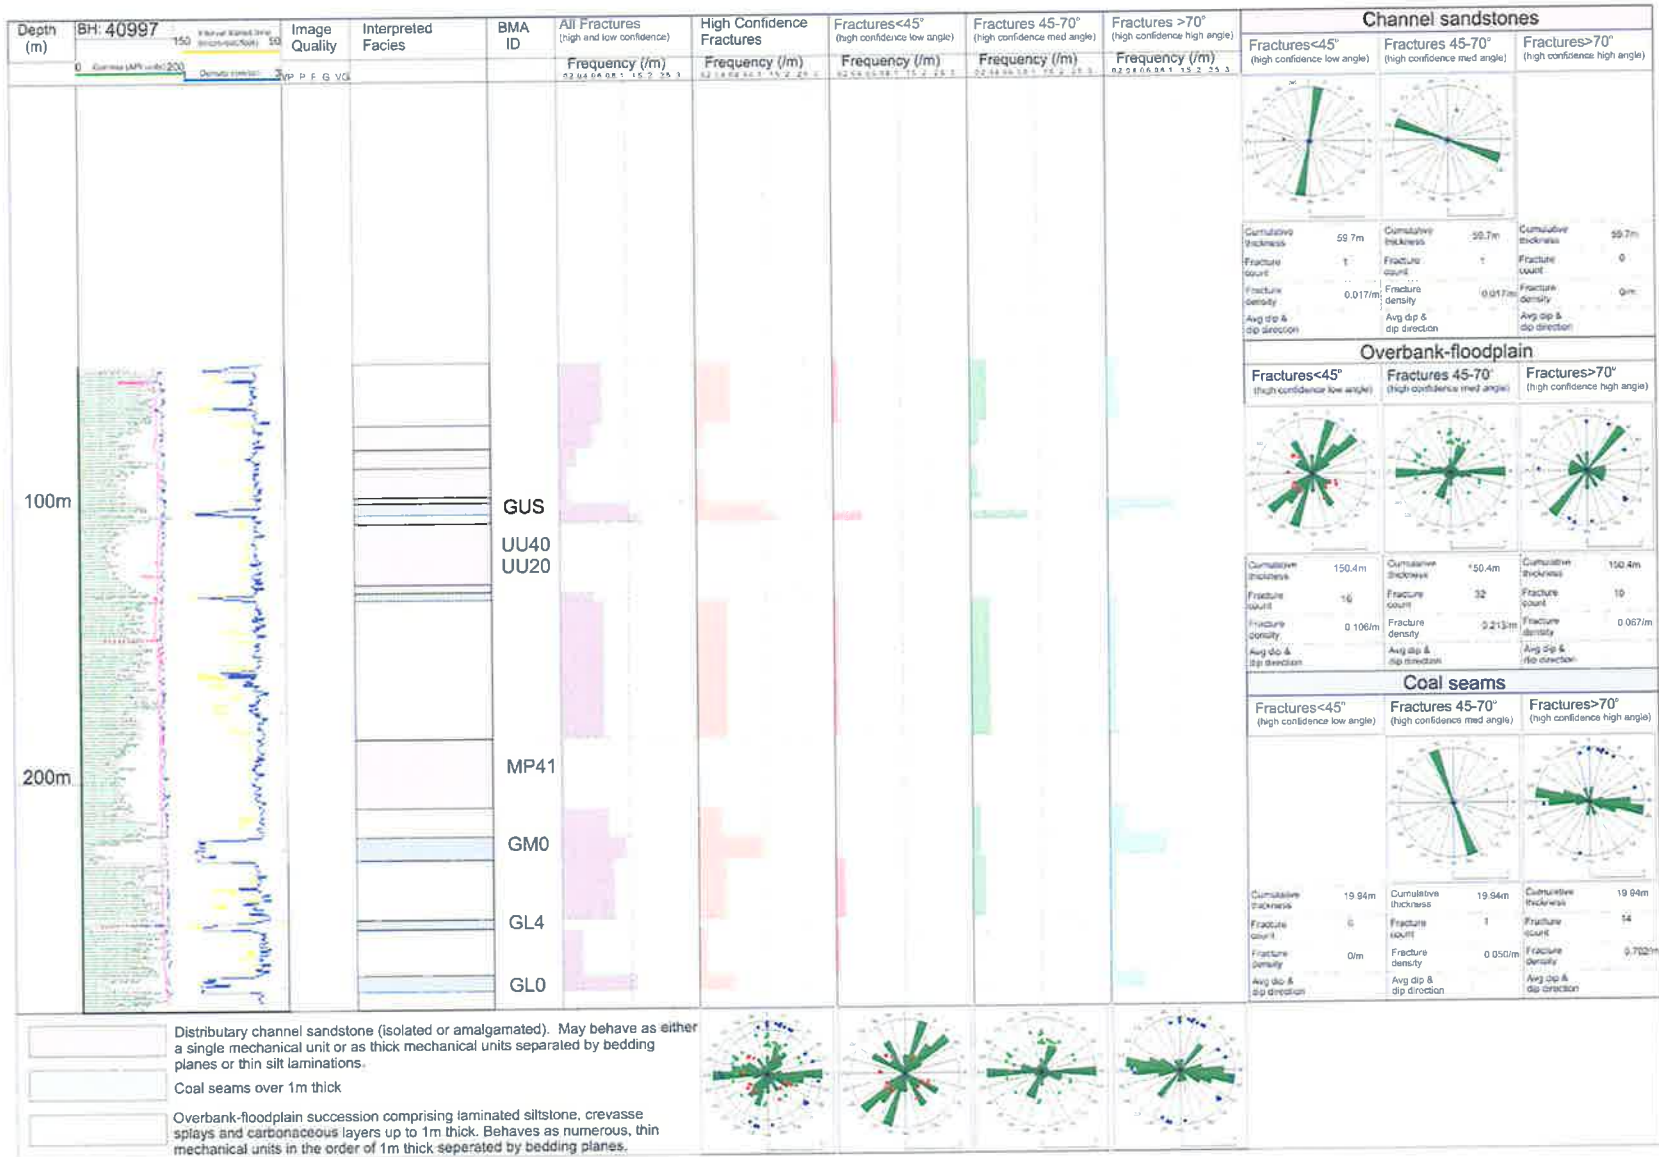 Depth
(m)
BH: 40997
150
50
0
200
Image
Quality
VP P F G VG
Interpreted
Facies
BMA
ID
All Fractures
(high and low confidence)
Frequency (/m)
High Confidence
Fractures
Frequency (/m)
Fractures<45°
(high confidence low angle)
Frequency (/m)
Fractures 45-70°
(high confidence med angle)
Frequency (/m)
Fractures >70°
(high confidence high angle)
Frequency (/m)
Channel sandstones
Fractures<45°
(high confidence low angle)
Fractures 45-70°
(high confidence med angle)
Fractures>70°
(high confidence high angle)
Cumulative
thickness
59.7m
Cumulative
thickness
59.7m
Cumulative
thickness
59.7m
Fracture
count
1
Fracture
count
1
Fracture
count
0
Fracture
density
0.017/m
Fracture
density
0.017/m
Fracture
density
0/m
Avg dip &
dip direction
Avg dip &
dip direction
Avg dip &
dip direction
Overbank-floodplain
Fractures<45°
(high confidence low angle)
Fractures 45-70°
(high confidence med angle)
Fractures>70°
(high confidence high angle)
Cumulative
thickness
150.4m
Cumulative
thickness
150.4m
Cumulative
thickness
150.4m
Fracture
count
16
Fracture
count
32
Fracture
count
10
Fracture
density
0.106/m
Fracture
density
0.213/m
Fracture
density
0.067/m
Avg dip &
dip direction
Avg dip &
dip direction
Avg dip &
dip direction
Coal seams
Fractures<45°
(high confidence low angle)
Fractures 45-70°
(high confidence med angle)
Fractures>70°
(high confidence high angle)
Cumulative
thickness
19.94m
Cumulative
thickness
19.94m
Cumulative
thickness
19.94m
Fracture
count
Fracture
count
1
Fracture
count
14
Fracture
density
0/m
Fracture
density
0.050/m
Fracture
density
0.702/m
Avg dip &
dip direction
Avg dip &
dip direction
Avg dip &
dip direction
100m
200m
GUS
UU40
UU20
MP41
GM0
GL4
GL0
Distributary channel sandstone (isolated or amalgamated). May behave as either
a single mechanical unit or as thick mechanical units separated by bedding
planes or thin silt laminations.
Coal seams over 1m thick
Overbank-floodplain succession comprising laminated siltstone, crevasse
splays and carbonaceous layers up to 1m thick. Behaves as numerous, thin
mechanical units in the order of 1m thick seperated by bedding planes.